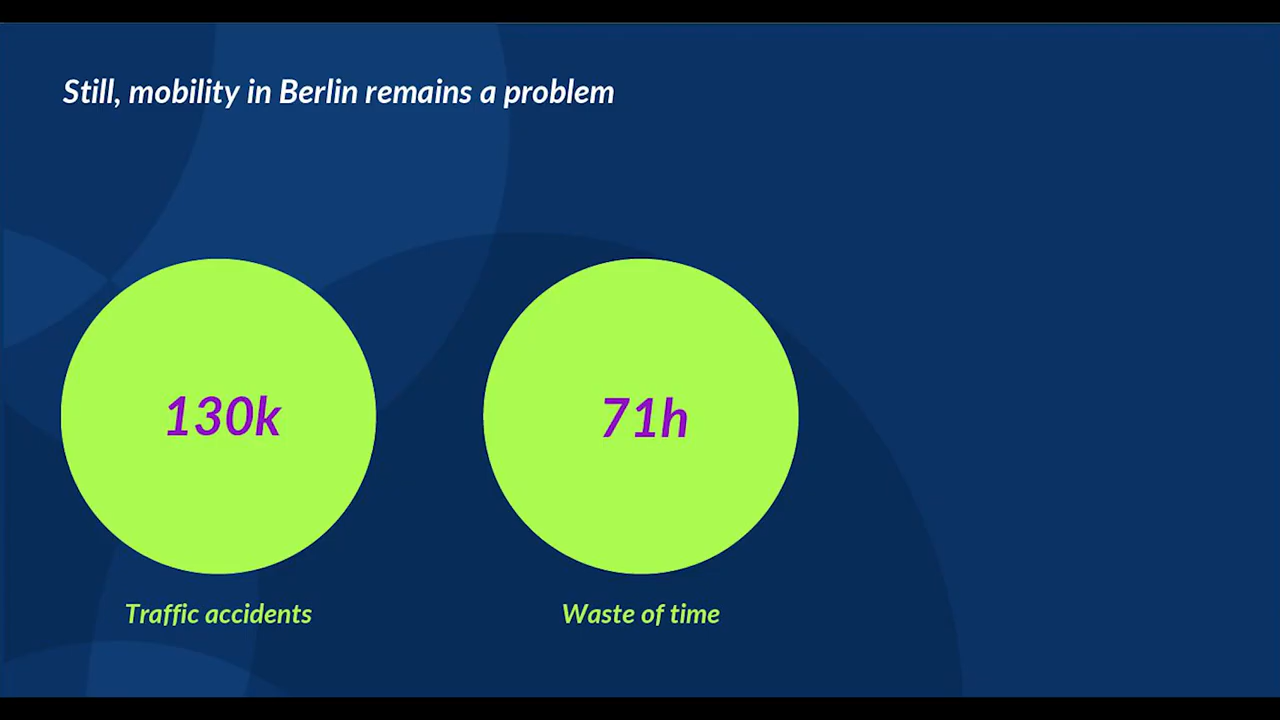 Still, mobility in Berlin remains a problem
130k
71h
Traffic accidents
Waste of time